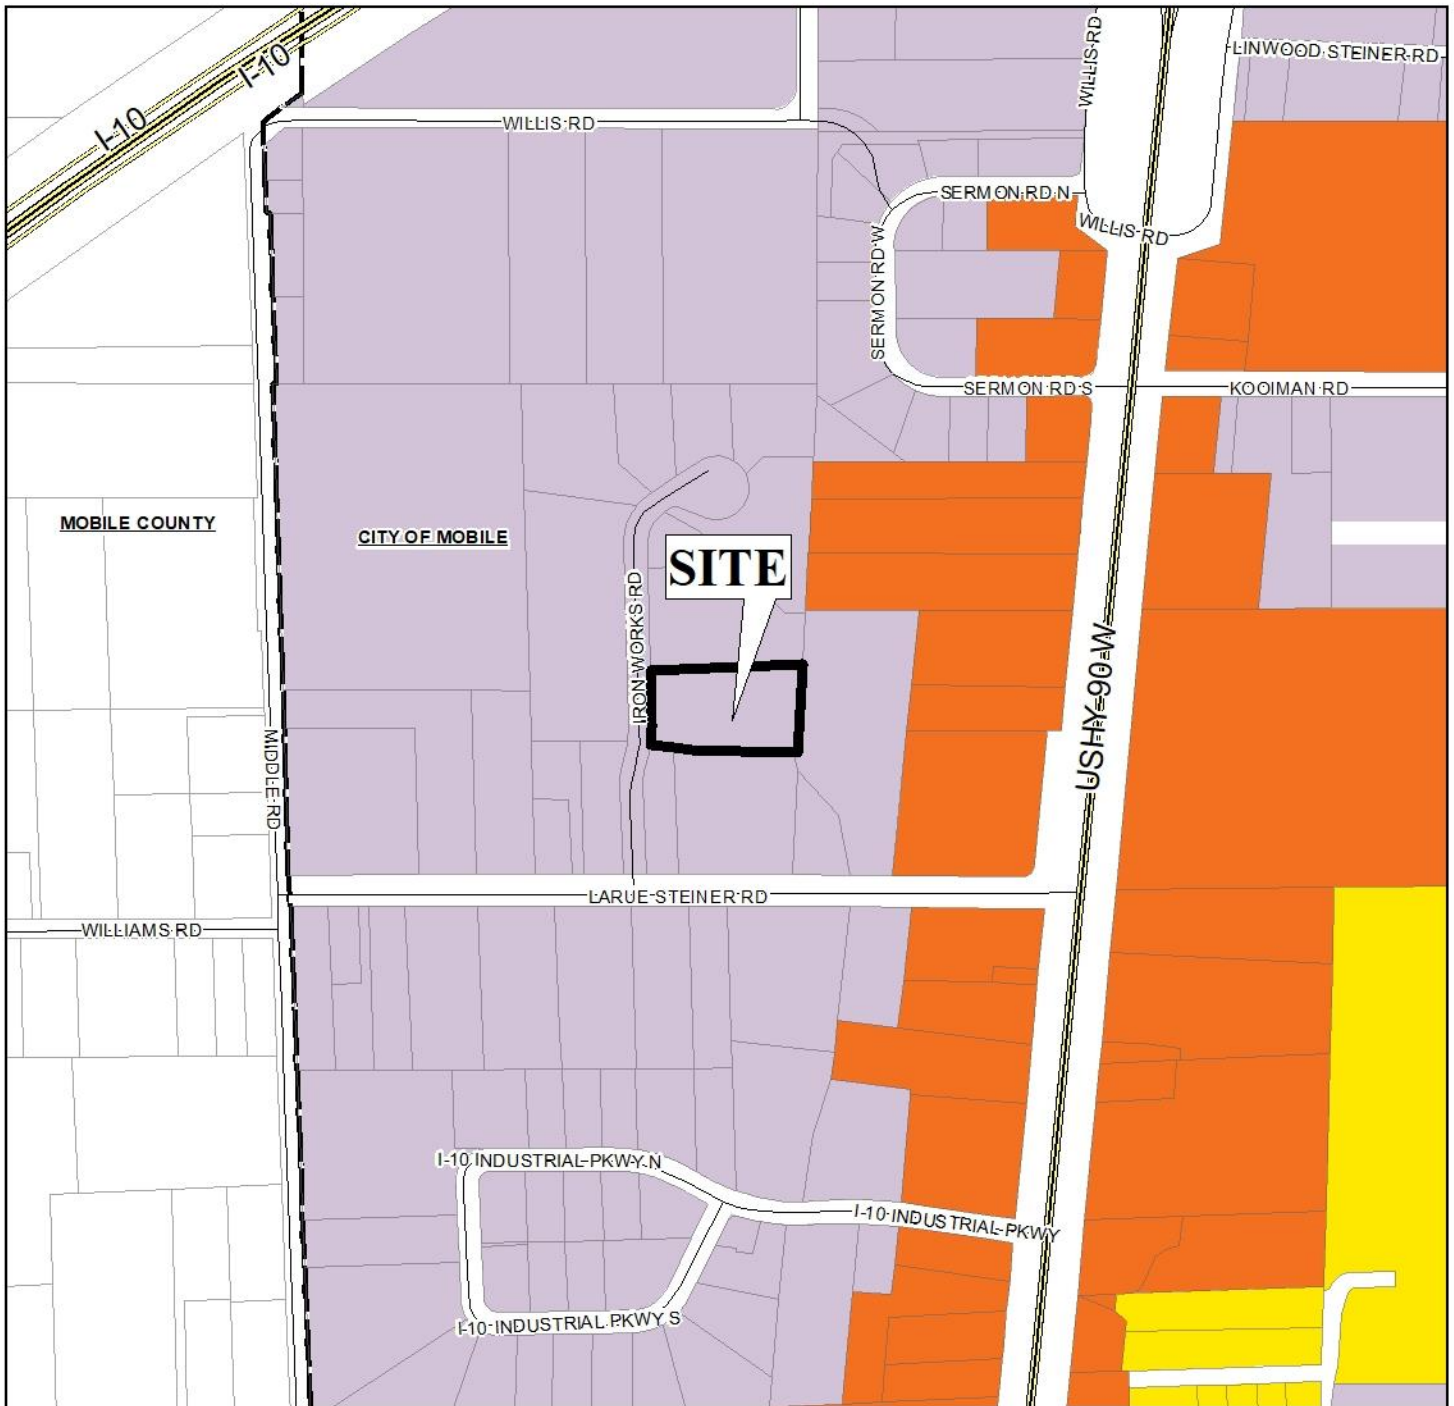 WILLIS RD
LINWOOD STEINER RD
I-10
I-10
WILLIS RD
SERMON RD N
WILLIS RD
SERMON RD W
SERMON RD S
KOOIMAN RD
MOBILE COUNTY
CITY OF MOBILE
SITE
IRON WORKS RD
USHY 90 W
MIDDLE RD
LARUE STEINER RD
WILLIAMS RD
I-10 INDUSTRIAL PKWY N
I-10 INDUSTRIAL PKWY
I-10 INDUSTRIAL PKWY S